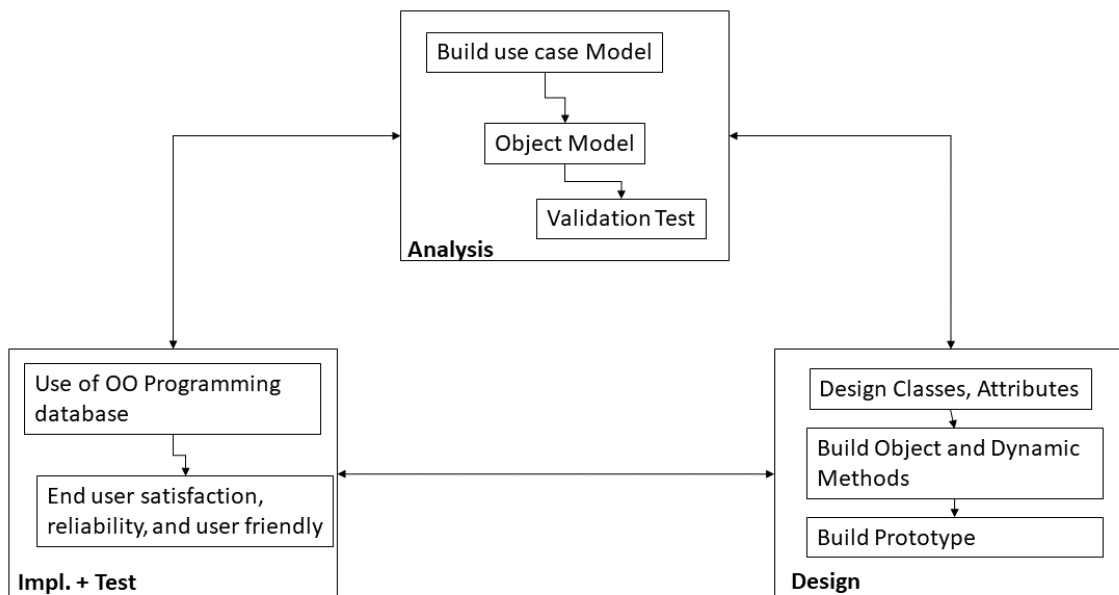 Build use case Model
Object Model
Validation Test
Analysis
Use of OO Programming
database
End user satisfaction,
reliability, and user friendly
Impl. + Test
Design Classes, Attributes
Build Object and Dynamic
Methods
Build Prototype
Design